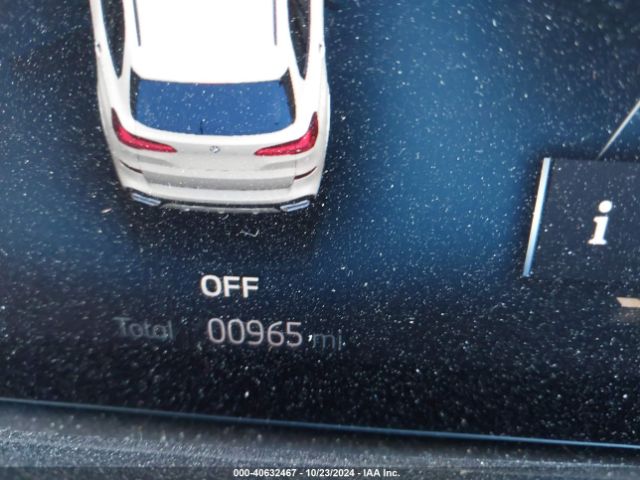 i
OFF
Total 00965 mi
000-40632467 - 10/23/2024 - IAA Inc.